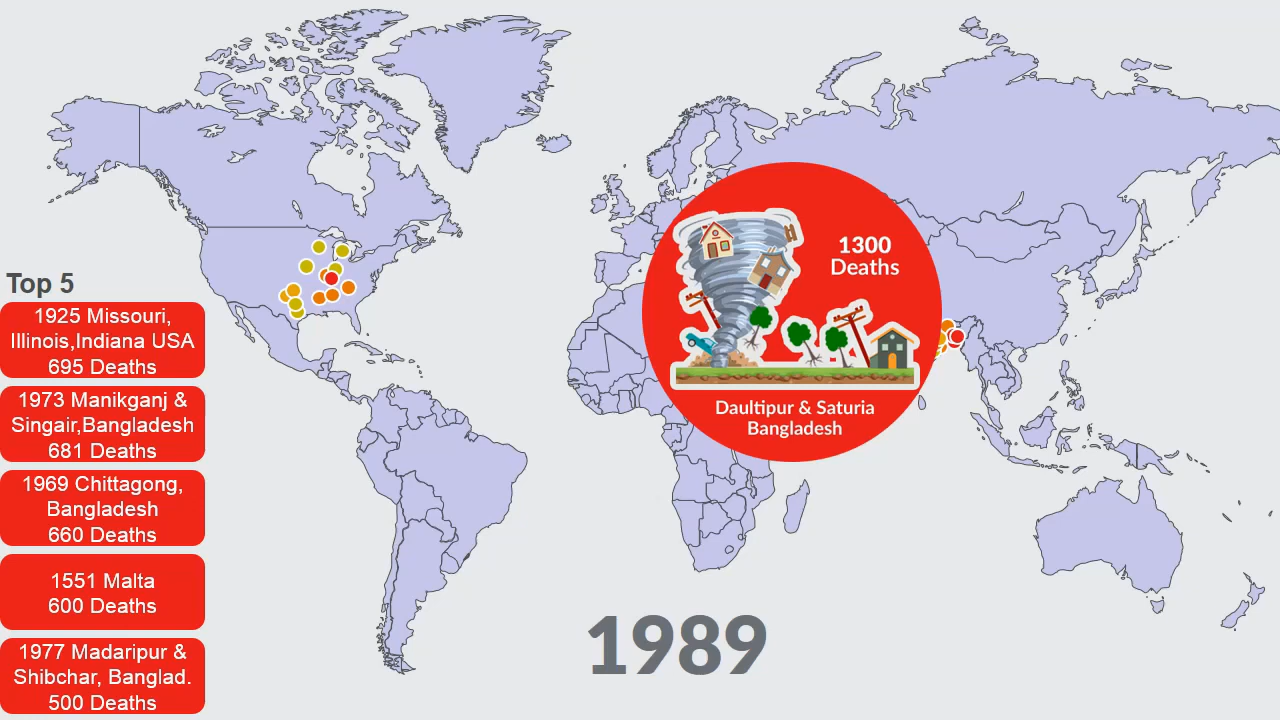 Top 5
1925 Missouri,
Illinois,Indiana USA
695 Deaths
1973 Manikganj &
Singair,Bangladesh
681 Deaths
1969 Chittagong,
Bangladesh
660 Deaths
1551 Malta
600 Deaths
1977 Madaripur &
Shibchar, Banglad.
500 Deaths
1300
Deaths
Daultipur & Saturia
Bangladesh
1989